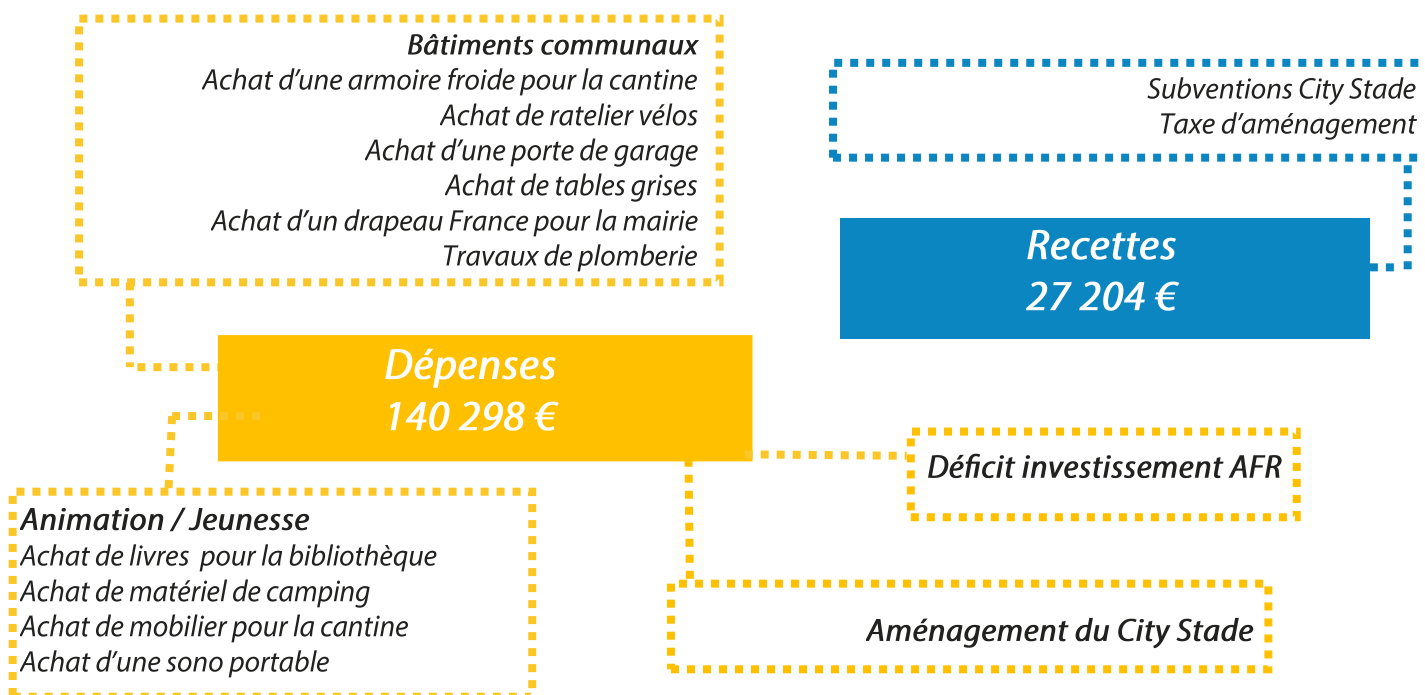 Bâtiments communaux
Achat d'une armoire froide pour la cantine
Achat de ratelier vélos
Achat d'une porte de garage
Achat de tables grises
Achat d'un drapeau France pour la mairie
Travaux de plomberie
Subventions City Stade
Taxe d'aménagement
Recettes
27 204 €
Dépenses
140 298 €
Déficit investissement AFR
Animation / Jeunesse
Achat de livres pour la bibliothèque
Achat de matériel de camping
Achat de mobilier pour la cantine
Achat d'une sono portable
Aménagement du City Stade